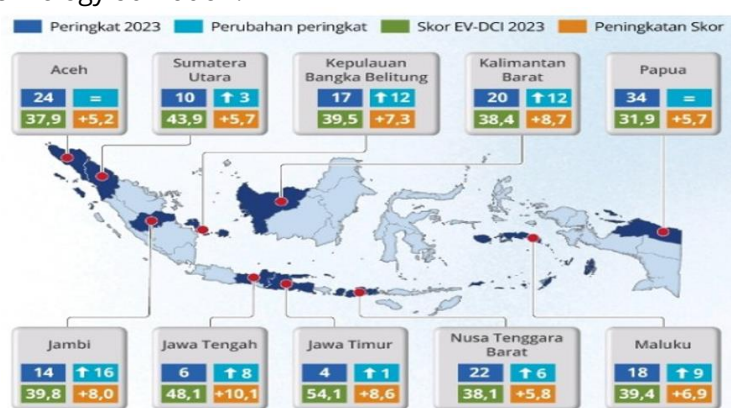 Peringkat 2023 Perubahan peringkat Skor EV-DCI 2023 Peningkatan Skor
Aceh
24 =
37,9 +5,2
Sumatera
Utara
10 ↑ 3
43,9 +5,7
Kepulauan
Bangka Belitung
17 ↑ 12
39,5 +7,3
Kalimantan
Barat
20 ↑ 12
38,4 +8,7
Papua
34 =
31,9 +5,7
Jambi
14 ↑ 16
39,8 +8,0
Jawa Tengah
6 ↑ 8
48,1 +10,1
Jawa Timur
4 ↑ 1
54,1 +8,6
Nusa Tenggara
Barat
22 ↑ 6
38,1 +5,8
Maluku
18 ↑ 9
39,4 +6,9